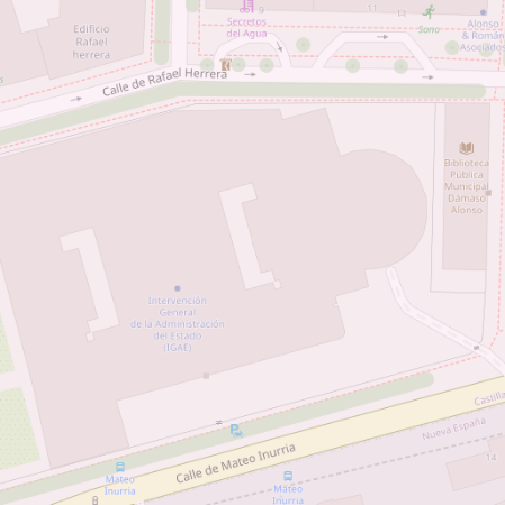 9
11
13
Secretos
del Agua
Edificio
Rafael
herrera
Sana
Alonso
& Román
Asociados
Calle de Rafael Herrera
Biblioteca
Pública
Municipal
Dámaso
Alonso
Intervención
General
de la Administración
del Estado
(IGAE)
Castilla
Nueva España
14
Calle de Mateo Inurria
Mateo
Inurria
Mateo
Inurria